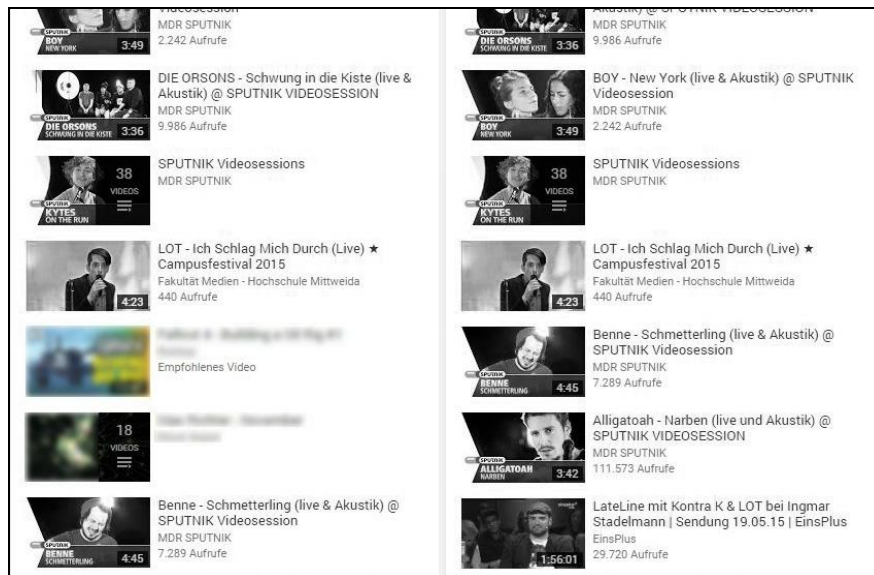 Videosession
MDR SPUTNIK
2.242 Aufrufe
SPUTNIK
BOY
NEW YORK
3:49
DIE ORSONS - Schwung in die Kiste (live &
Akustik) @ SPUTNIK VIDEOSESSION
MDR SPUTNIK
9.986 Aufrufe
SPUTNIK
DIE ORSONS
SCHWUNG IN DIE KISTE
3:36
SPUTNIK Videosessions
MDR SPUTNIK
38
VIDEOS
SPUTNIK
KYTES
ON THE RUN
LOT - Ich Schlag Mich Durch (Live) ★
Campusfestival 2015
Fakultät Medien - Hochschule Mittweida
440 Aufrufe
4:23
Empfohlenes Video
18
VIDEOS
Benne - Schmetterling (live & Akustik) @
SPUTNIK Videosession
MDR SPUTNIK
7.289 Aufrufe
SPUTNIK
BENNE
SCHMETTERLING
4:45
Akustik) @ SPUTNIK VIDEOSESSION
MDR SPUTNIK
9.986 Aufrufe
SPUTNIK
DIE ORSONS
SCHWUNG IN DIE KISTE
3:36
BOY - New York (live & Akustik) @ SPUTNIK
Videosession
MDR SPUTNIK
2.242 Aufrufe
SPUTNIK
BOY
NEW YORK
3:49
SPUTNIK Videosessions
MDR SPUTNIK
38
VIDEOS
SPUTNIK
KYTES
ON THE RUN
LOT - Ich Schlag Mich Durch (Live) ★
Campusfestival 2015
Fakultät Medien - Hochschule Mittweida
440 Aufrufe
4:23
Benne - Schmetterling (live & Akustik) @
SPUTNIK Videosession
MDR SPUTNIK
7.289 Aufrufe
SPUTNIK
BENNE
SCHMETTERLING
4:45
Alligatoah - Narben (live und Akustik) @
SPUTNIK VIDEOSESSION
MDR SPUTNIK
111.573 Aufrufe
SPUTNIK
ALLIGATOAH
NARBEN
3:42
LateLine mit Kontra K & LOT bei Ingmar
Stadelmann | Sendung 19.05.15 | EinsPlus
EinsPlus
29.720 Aufrufe
1:56:01